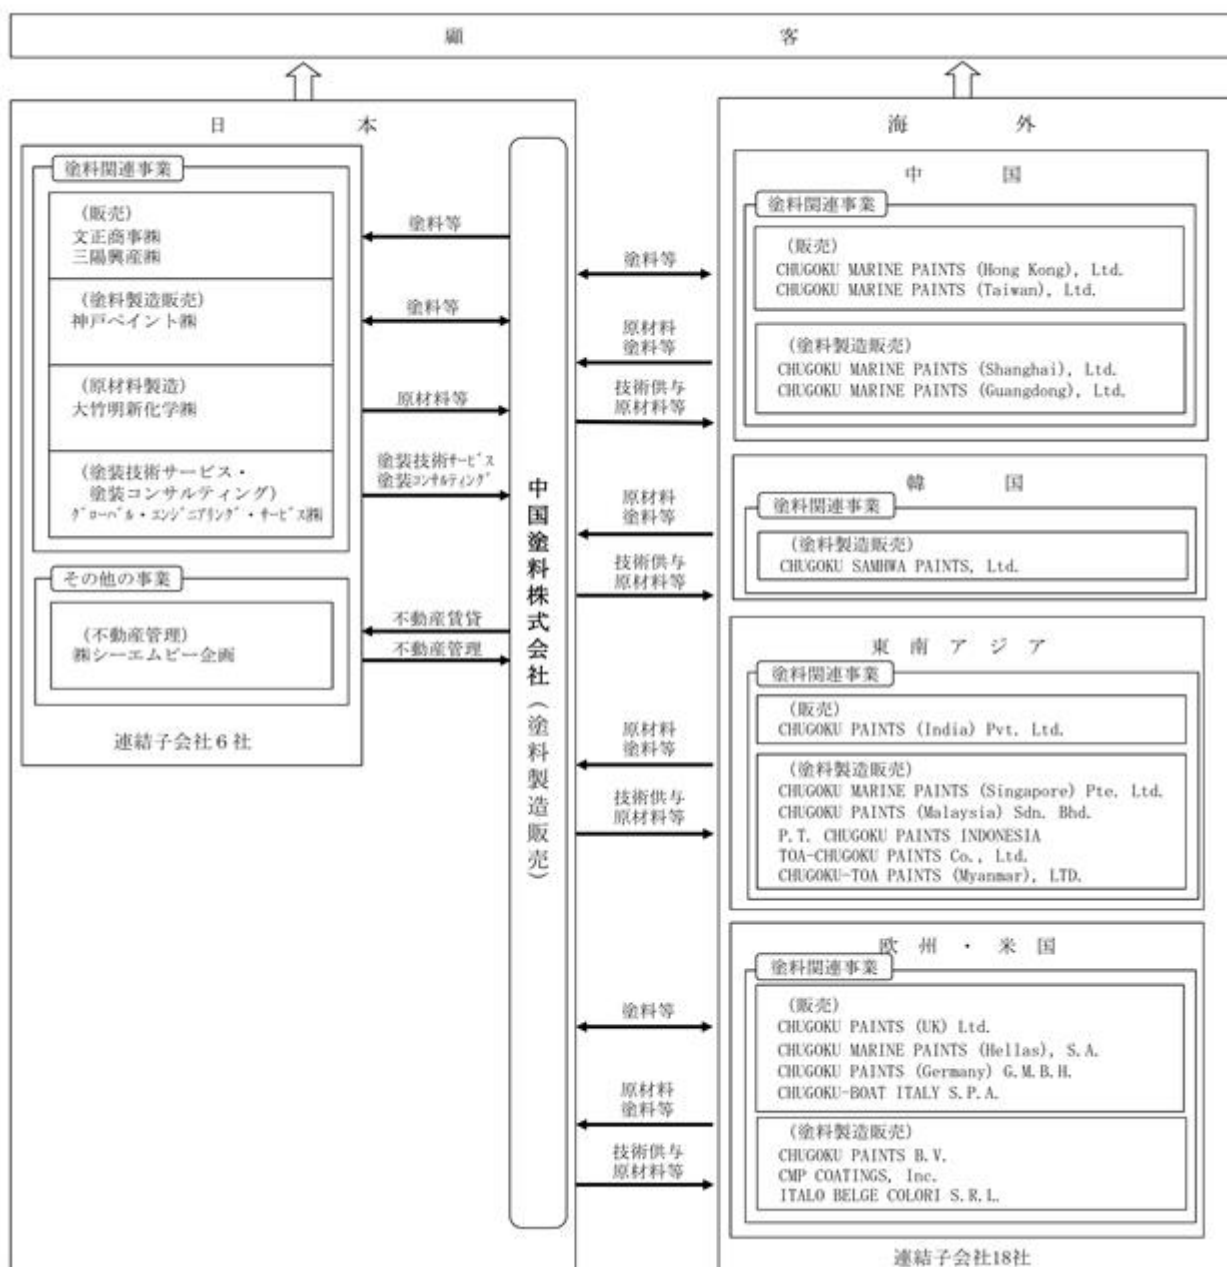 顧客
日本
塗料関連事業
(販売)
文正商事㈱
三陽興産㈱
(塗料製造販売)
神戸ペイント㈱
(原材料製造)
大竹明新化学㈱
(塗装技術サービス・
塗装コンサルティング)
グローバル・エンジニアリング・サービス㈱
その他の事業
(不動産管理)
㈱シーエムピー企画
連結子会社6社
塗料等
塗料等
原材料等
塗装技術サービス
塗装コンサルティング
不動産賃貸
不動産管理
中国塗料株式会社(塗料製造販売)
塗料等
原材料
塗料等
技術供与
原材料等
原材料
塗料等
技術供与
原材料等
原材料
塗料等
技術供与
原材料等
塗料等
原材料
塗料等
技術供与
原材料等
海外
中国
塗料関連事業
(販売)
CHUGOKU MARINE PAINTS (Hong Kong), Ltd.
CHUGOKU MARINE PAINTS (Taiwan), Ltd.
(塗料製造販売)
CHUGOKU MARINE PAINTS (Shanghai), Ltd.
CHUGOKU MARINE PAINTS (Guangdong), Ltd.
韓国
塗料関連事業
(塗料製造販売)
CHUGOKU SAMHWA PAINTS, Ltd.
東南アジア
塗料関連事業
(販売)
CHUGOKU PAINTS (India) Pvt. Ltd.
(塗料製造販売)
CHUGOKU MARINE PAINTS (Singapore) Pte. Ltd.
CHUGOKU PAINTS (Malaysia) Sdn. Bhd.
P.T. CHUGOKU PAINTS INDONESIA
TOA-CHUGOKU PAINTS Co., Ltd.
CHUGOKU-TOA PAINTS (Myanmar), LTD.
欧州・米国
塗料関連事業
(販売)
CHUGOKU PAINTS (UK) Ltd.
CHUGOKU MARINE PAINTS (Hellas), S.A.
CHUGOKU PAINTS (Germany) G.M.B.H.
CHUGOKU-BOAT ITALY S.P.A.
(塗料製造販売)
CHUGOKU PAINTS B.V.
CMP COATINGS, Inc.
ITALO BELGE COLORI S.R.L.
連結子会社18社